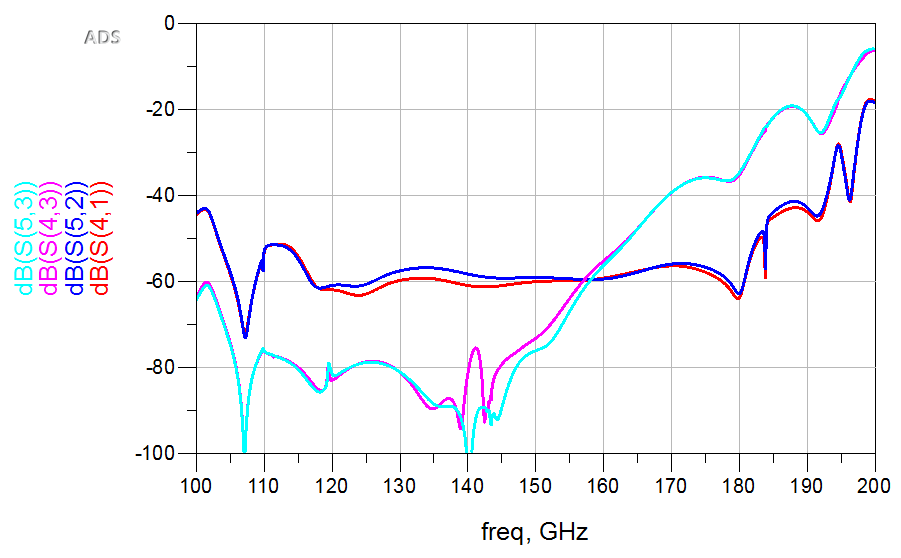 ADS
dB(S(5,3))
dB(S(4,3))
dB(S(5,2))
dB(S(4,1))
0
-20
-40
-60
-80
-100
100 110 120 130 140 150 160 170 180 190 200
freq, GHz